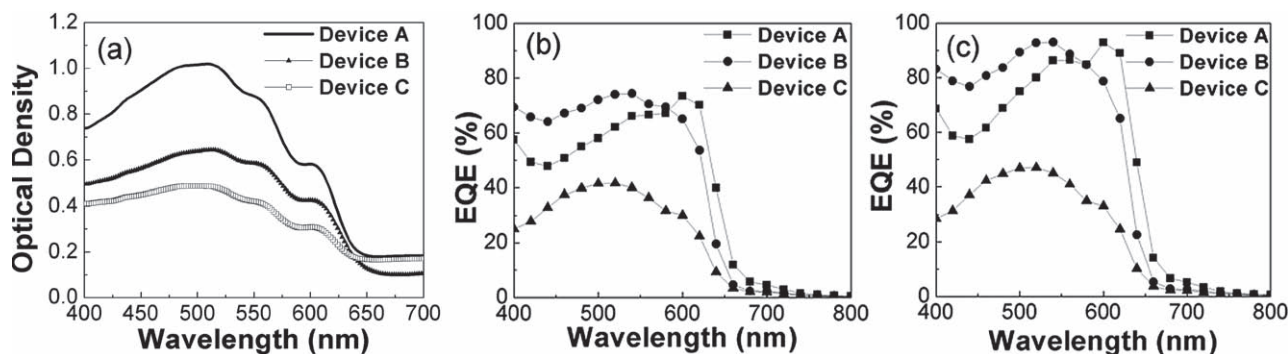 (a)
Device A
Device B
Device C
Optical Density
1.2
1.0
0.8
0.6
0.4
0.2
0.0
400 450 500 550 600 650 700
Wavelength (nm)
(b)
Device A
Device B
Device C
EQE (%)
100
80
60
40
20
0
400 500 600 700 800
Wavelength (nm)
(c)
Device A
Device B
Device C
EQE (%)
100
80
60
40
20
0
400 500 600 700 800
Wavelength (nm)